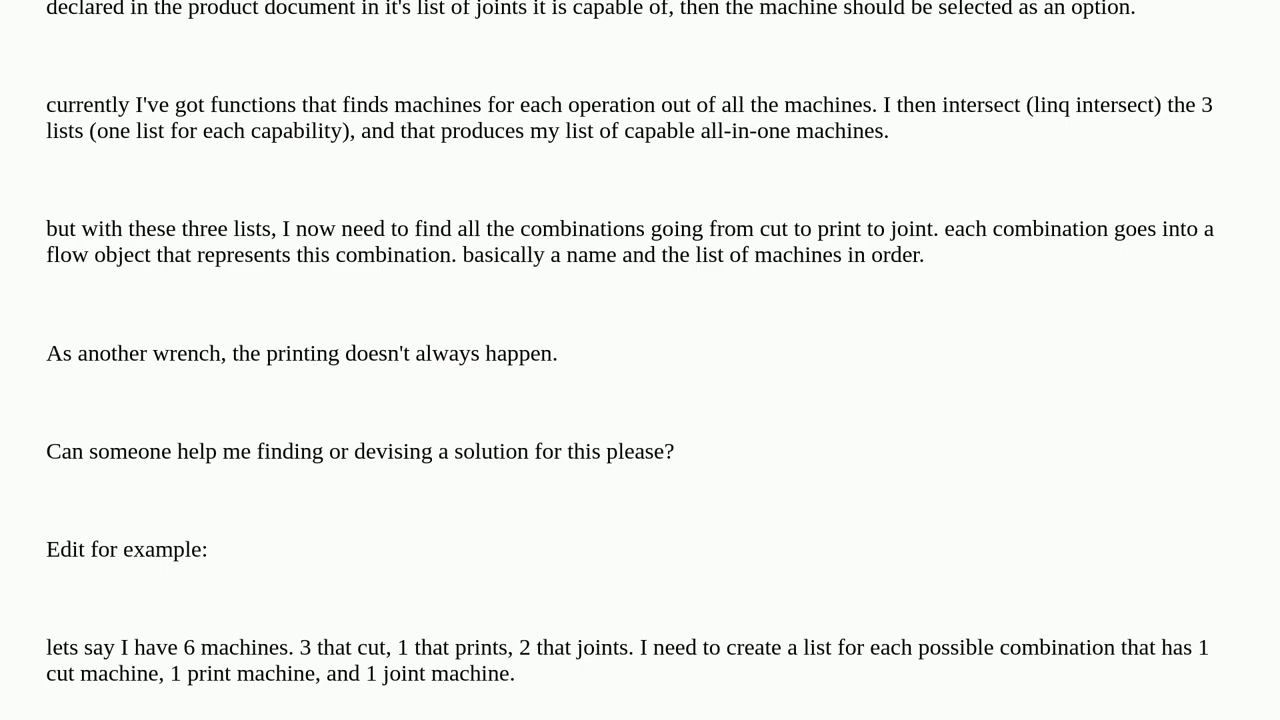 declared in the product document in it's list of joints it is capable of, then the machine should be selected as an option.
currently I've got functions that finds machines for each operation out of all the machines. I then intersect (linq intersect) the 3
lists (one list for each capability), and that produces my list of capable all-in-one machines.
but with these three lists, I now need to find all the combinations going from cut to print to joint. each combination goes into a
flow object that represents this combination. basically a name and the list of machines in order.
As another wrench, the printing doesn't always happen.
Can someone help me finding or devising a solution for this please?
Edit for example:
lets say I have 6 machines. 3 that cut, 1 that prints, 2 that joints. I need to create a list for each possible combination that has 1
cut machine, 1 print machine, and 1 joint machine.